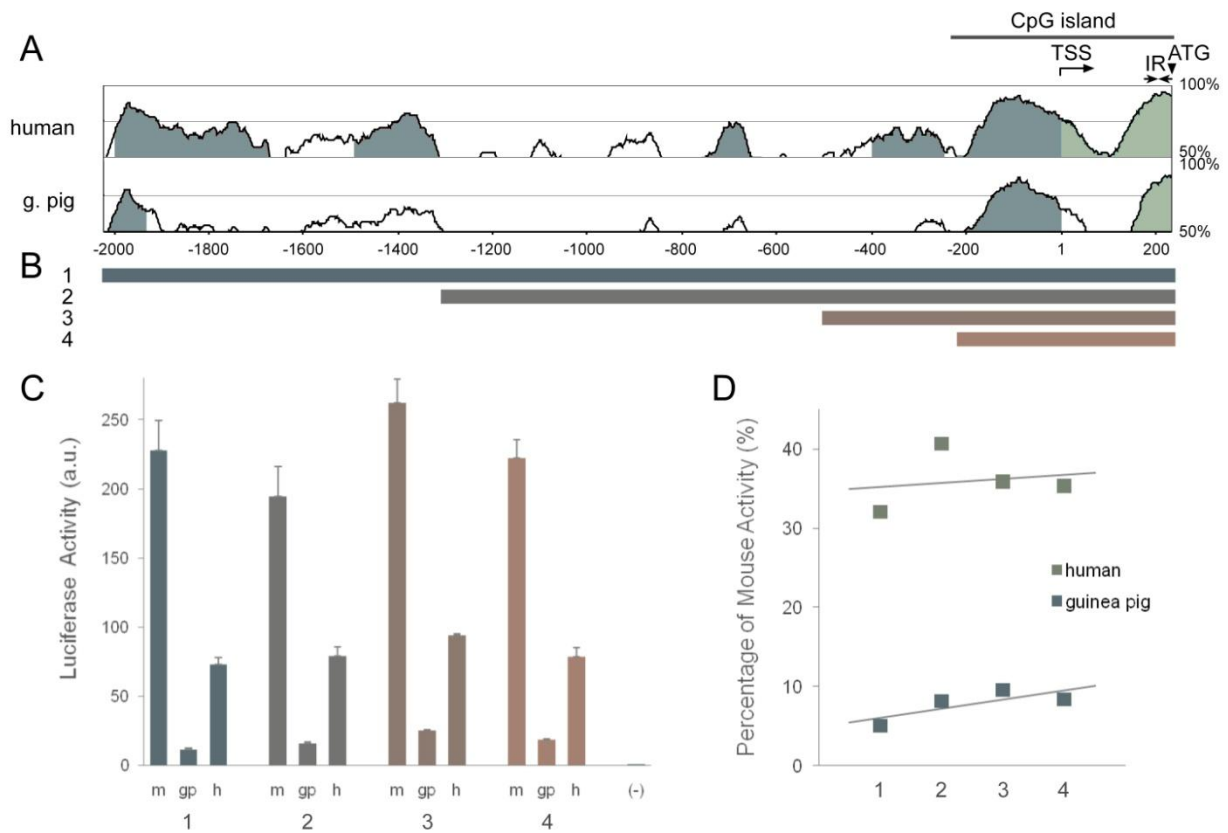 CpG island
A
TSS
IR ATG
100%
human
50%
100%
g. pig
50%
-2000 -1800 -1600 -1400 -1200 -1000 -800 -600 -400 -200 1 200
B
1
2
3
4
C
Luciferase Activity (a.u.)
250
200
150
100
50
0
m gp h m gp h m gp h m gp h (-)
1 2 3 4
D
Percentage of Mouse Activity (%)
40
30
20
10
0
human
guinea pig
1 2 3 4